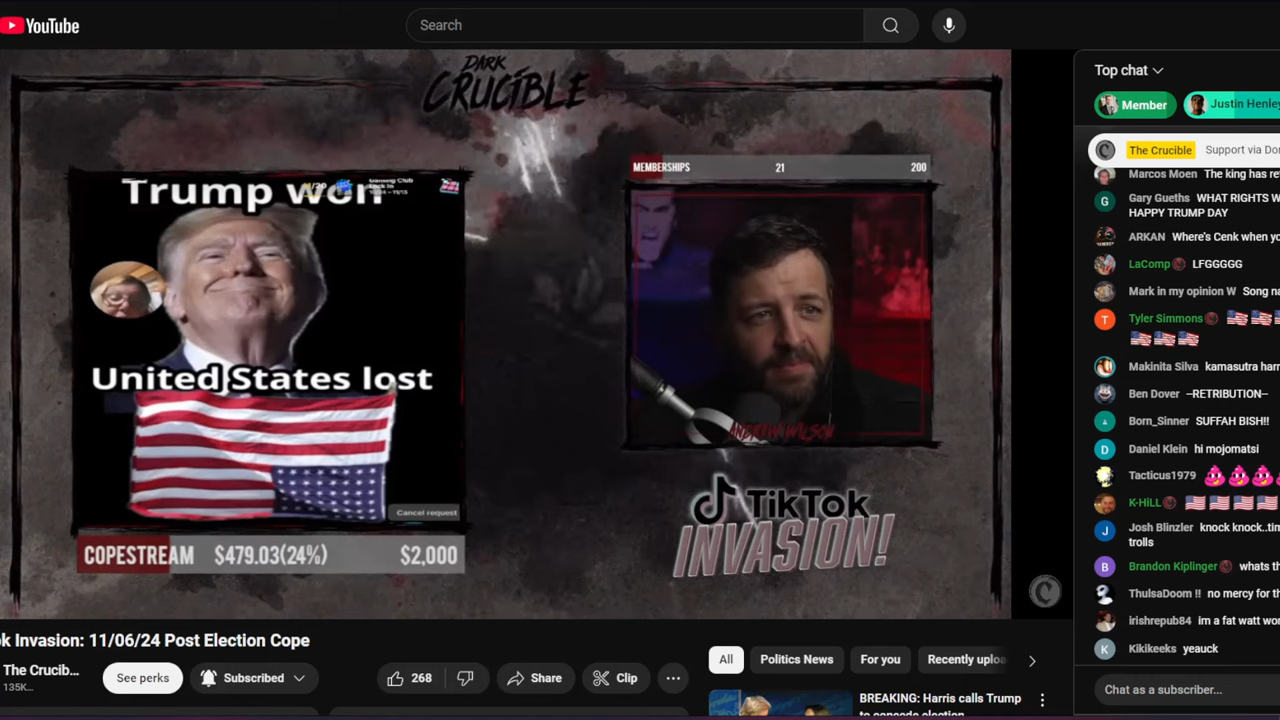 YouTube
Search
DARK
CRUCIBLE
Trump won
/20
United States lost
Cancel request
COPESTREAM $479.03(24%) $2,000
MEMBERSHIPS 21 200
ANDREW WILSON
TikTok
INVASION!
k Invasion: 11/06/24 Post Election Cope
The Crucib...
135K...
See perks
Subscribed
268
Share
Clip
All
Politics News
For you
Recently uploa
BREAKING: Harris calls Trump
to concede election
Top chat
Member
Justin Henley
The Crucible Support via Don
Marcos Moen The king has re
Gary Gueths WHAT RIGHTS W
HAPPY TRUMP DAY
ARKAN Where's Cenk when yo
LaComp LFGGGGG
Mark in my opinion W Song na
Tyler Simmons
Makinita Silva kamasutra harr
Ben Dover --RETRIBUTION--
Born_Sinner SUFFAH BISH!!
Daniel Klein hi mojomatsi
Tacticus1979
K-HiLL
Josh Blinzler knock knock..tin
trolls
Brandon Kiplinger whats th
ThulsaDoom !! no mercy for th
irishrepub84 im a fat watt wor
Kikikeeks yeauck
Chat as a subscriber...